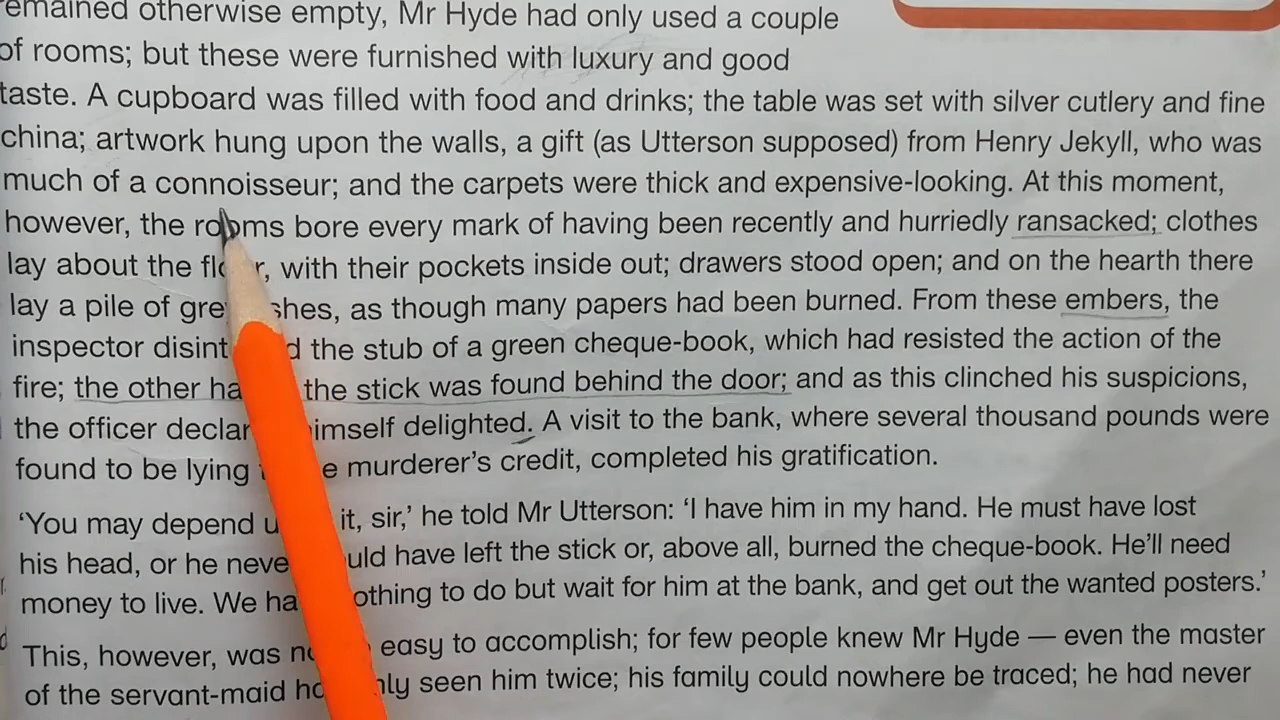 remained otherwise empty, Mr Hyde had only used a couple
of rooms; but these were furnished with luxury and good
taste. A cupboard was filled with food and drinks; the table was set with silver cutlery and fine
china; artwork hung upon the walls, a gift (as Utterson supposed) from Henry Jekyll, who was
much of a connoisseur; and the carpets were thick and expensive-looking. At this moment,
however, the rooms bore every mark of having been recently and hurriedly ransacked; clothes
lay about the floor, with their pockets inside out; drawers stood open; and on the hearth there
lay a pile of grey ashes, as though many papers had been burned. From these embers, the
inspector the stub of a green cheque-book, which had resisted the action of the
fire; the other the stick was found behind the door; and as this clinched his suspicions,
the officer himself delighted. A visit to the bank, where several thousand pounds were
found to be lying murderer's credit, completed his gratification.
'You may depend it, sir,' he told Mr Utterson: 'I have him in my hand. He must have lost
his head, or he have left the stick or, above all, burned the cheque-book. He'll need
money to live. We nothing to do but wait for him at the bank, and get out the wanted posters.'
This, however, was easy to accomplish; for few people knew Mr Hyde — even the master
of the servant-maid only seen him twice; his family could nowhere be traced; he had never